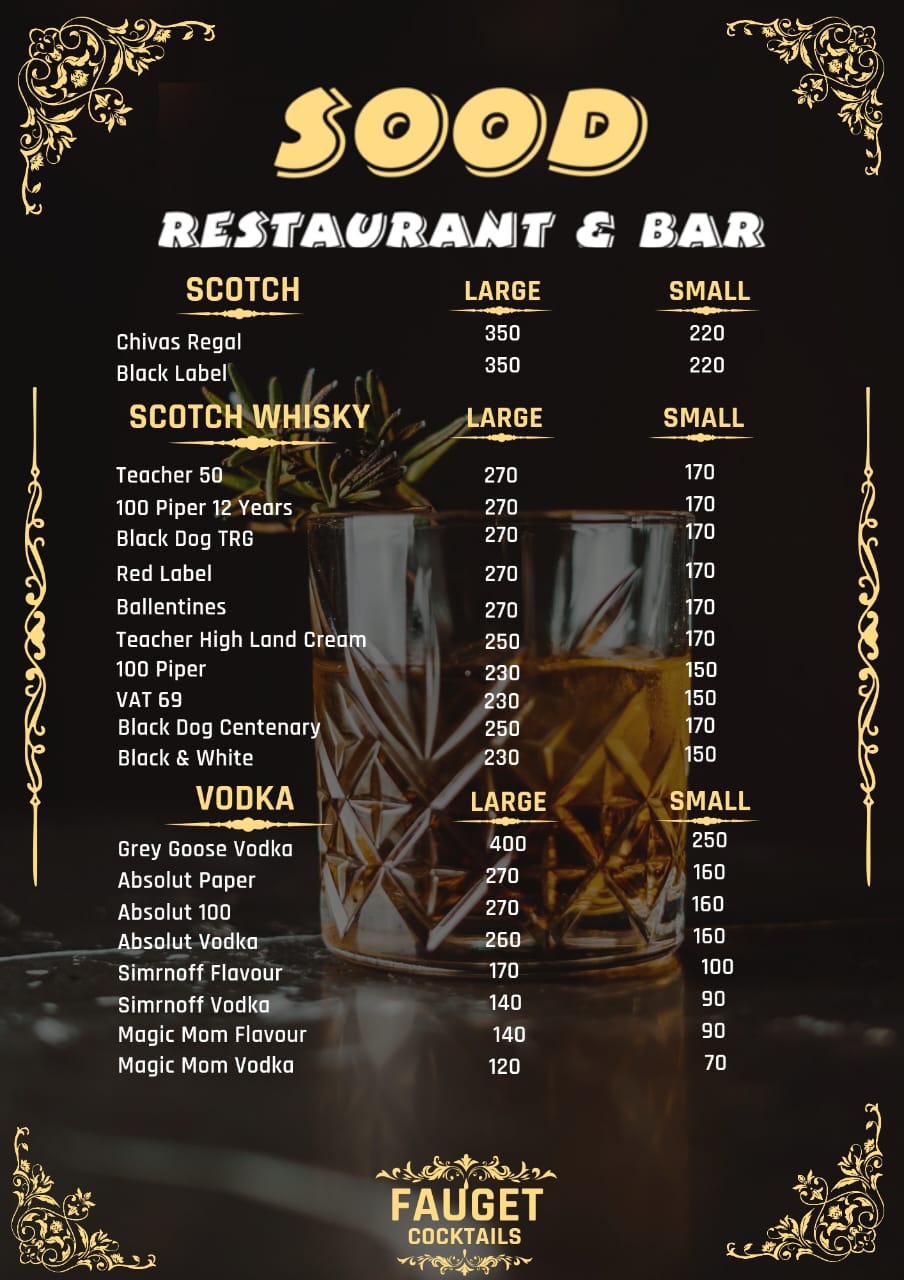 SOOD
RESTAURANT & BAR
SCOTCH LARGE SMALL
Chivas Regal 350 220
Black Label 350 220
SCOTCH WHISKY LARGE SMALL
Teacher 50 270 170
100 Piper 12 Years 270 170
Black Dog TRG 270 170
Red Label 270 170
Ballentines 270 170
Teacher High Land Cream 250 170
100 Piper 230 150
VAT 69 230 150
Black Dog Centenary 250 170
Black & White 230 150
VODKA LARGE SMALL
Grey Goose Vodka 400 250
Absolut Paper 270 160
Absolut 100 270 160
Absolut Vodka 260 160
Simrnoff Flavour 170 100
Simrnoff Vodka 140 90
Magic Mom Flavour 140 90
Magic Mom Vodka 120 70
FAUGET
COCKTAILS